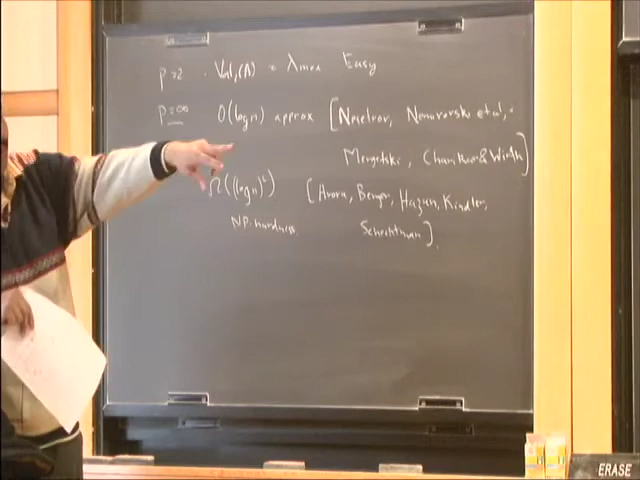 p=2 . Val₂(A) = λmax Easy
p=∞ O(log n) approx [Nesterov, Nemirovski et al,
Megretski, Charikar & Wirth]
Ω((log n)^c) [Arora, Berger, Hazan, Kindler,
NP-hardness. Schechtman].
ERASE